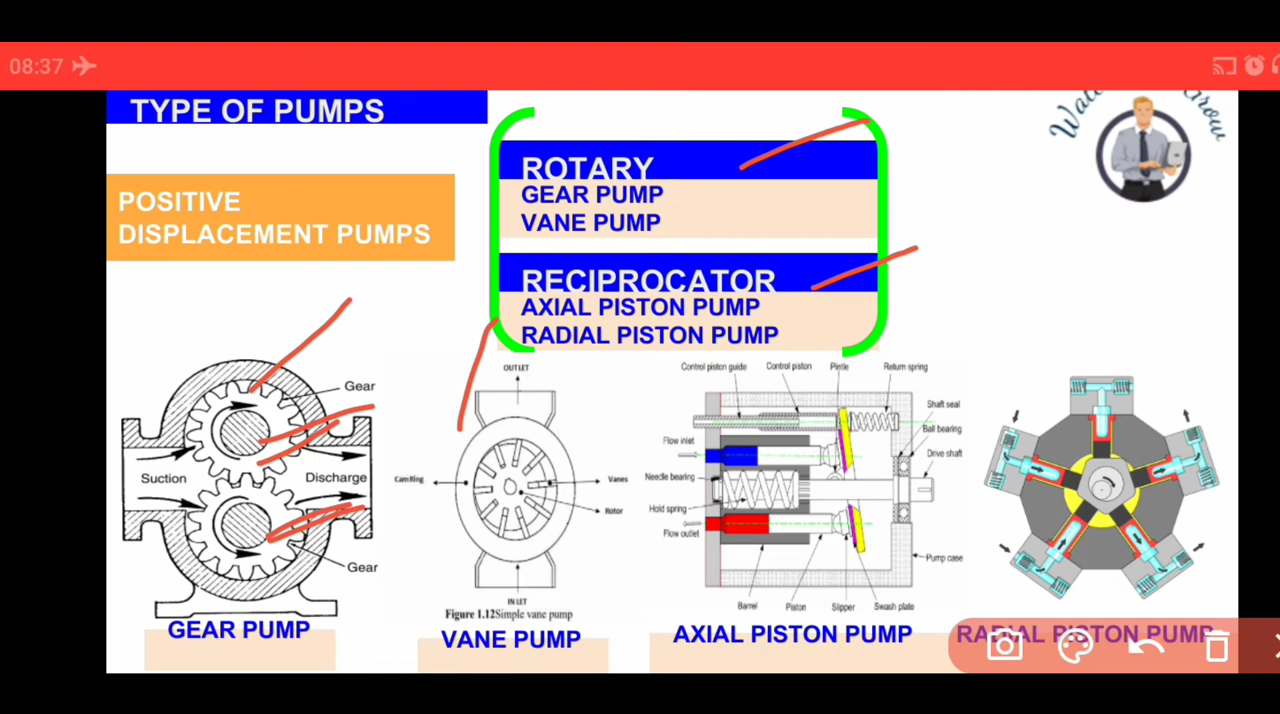 08:37
TYPE OF PUMPS
POSITIVE
DISPLACEMENT PUMPS
ROTARY
GEAR PUMP
VANE PUMP
RECIPROCATOR
AXIAL PISTON PUMP
RADIAL PISTON PUMP
Gear
Suction
Discharge
Gear
GEAR PUMP
OUTLET
Cam Ring
Vanes
Rotor
INLET
Figure 1.12Simple vane pump
VANE PUMP
Control piston guide
Control piston
Pintle
Return spring
Shaft seal
Ball bearing
Drive shaft
Flow inlet
Needle bearing
Hold spring
Flow outlet
Pump case
Barrel
Piston
Slipper
Swash plate
AXIAL PISTON PUMP
RADIAL PISTON PUMP